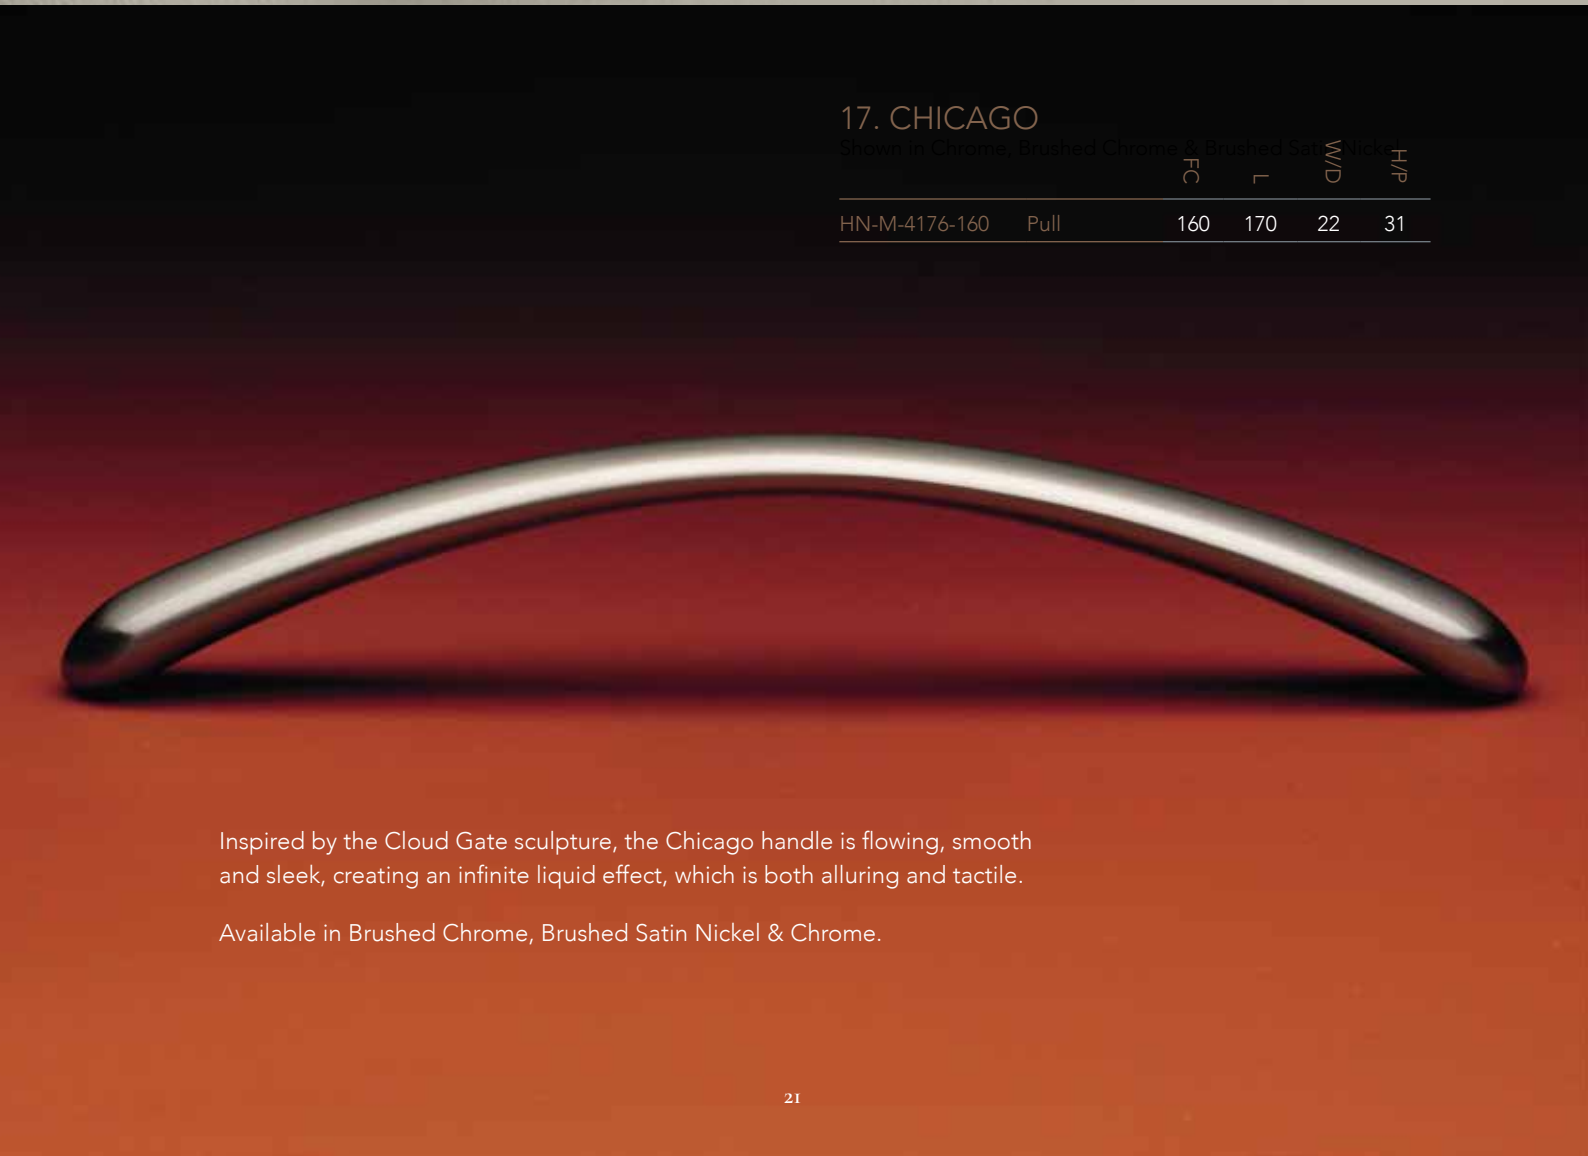 17. CHICAGO
Shown in Chrome, Brushed Chrome & Brushed Satin Nickel
FC L W/D H/P
HN-M-4176-160 Pull 160 170 22 31
Inspired by the Cloud Gate sculpture, the Chicago handle is flowing, smooth
and sleek, creating an infinite liquid effect, which is both alluring and tactile.
Available in Brushed Chrome, Brushed Satin Nickel & Chrome.
21